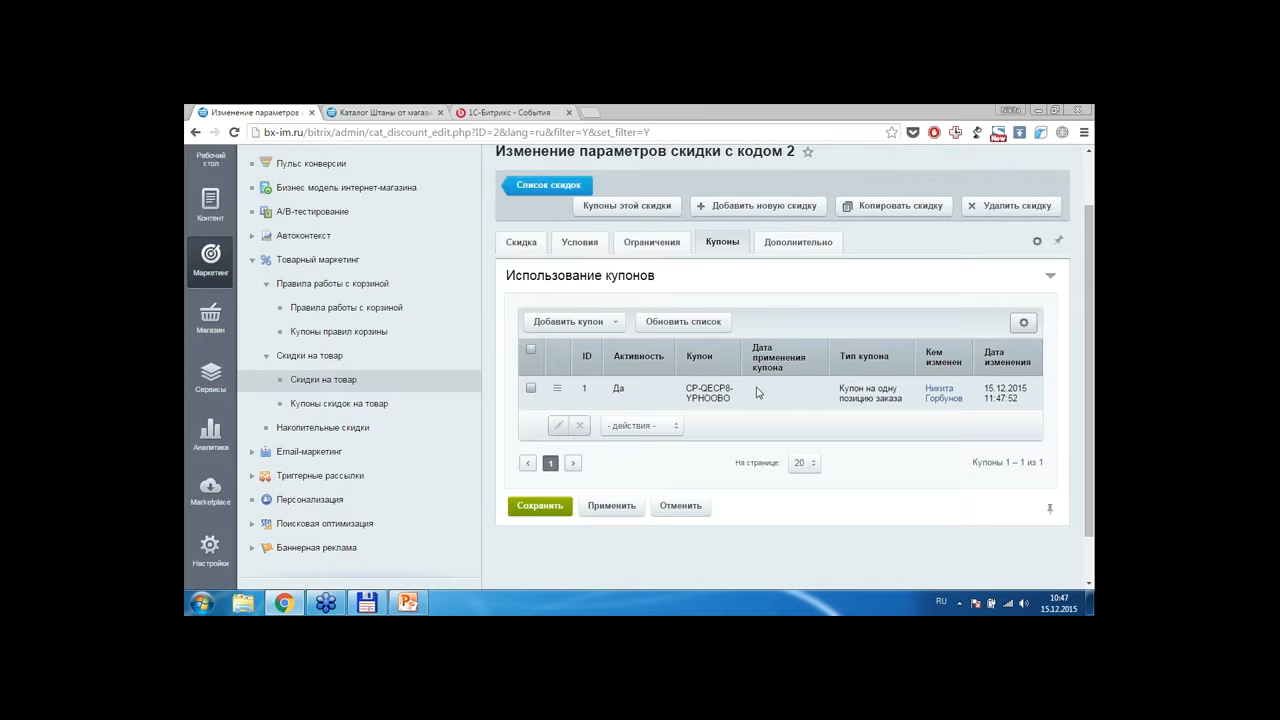 Изменение параметров с
Каталог Штаны от магази
1С-Битрикс - События
Nikita
bx-im.ru/bitrix/admin/cat_discount_edit.php?ID=2&lang=ru&filter=Y&set_filter=Y
New
Рабочий
стол
Контент
Маркетинг
Магазин
Сервисы
Аналитика
Marketplace
Настройки
Пульс конверсии
Бизнес модель интернет-магазина
A/B-тестирование
Автоконтекст
Товарный маркетинг
Правила работы с корзиной
Правила работы с корзиной
Купоны правил корзины
Скидки на товар
Скидки на товар
Купоны скидок на товар
Накопительные скидки
Email-маркетинг
Триггерные рассылки
Персонализация
Поисковая оптимизация
Баннерная реклама
Изменение параметров скидки с кодом 2
Список скидок
Купоны этой скидки
Добавить новую скидку
Копировать скидку
Удалить скидку
Скидка
Условия
Ограничения
Купоны
Дополнительно
Использование купонов
Добавить купон
Обновить список
ID
Активность
Купон
Дата
применения
купона
Тип купона
Кем
изменен
Дата
изменения
1
Да
CP-QECP8-
YPHOOBO
Купон на одну
позицию заказа
Никита
Горбунов
15.12.2015
11:47:52
- действия -
1
На странице:
20
Купоны 1 – 1 из 1
Сохранить
Применить
Отменить
RU
10:47
15.12.2015